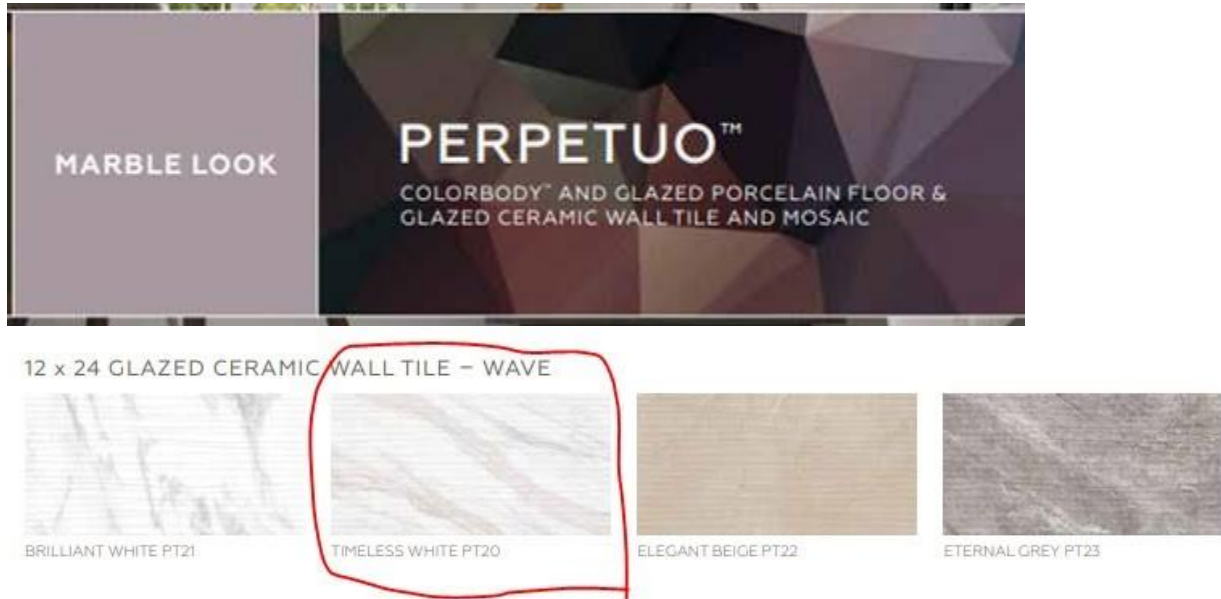 MARBLE LOOK
PERPETUO™
COLORBODY™ AND GLAZED PORCELAIN FLOOR &
GLAZED CERAMIC WALL TILE AND MOSAIC
12 x 24 GLAZED CERAMIC WALL TILE – WAVE
BRILLIANT WHITE PT21
TIMELESS WHITE PT20
ELEGANT BEIGE PT22
ETERNAL GREY PT23